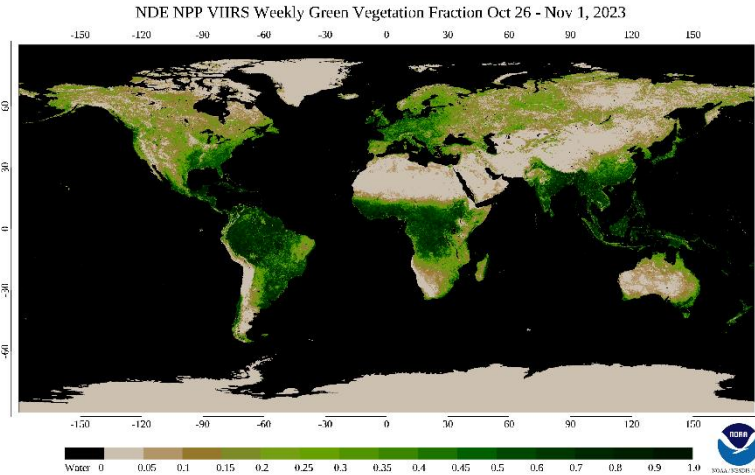 NDE NPP VIIRS Weekly Green Vegetation Fraction Oct 26 - Nov 1, 2023
-150 -120 -90 -60 -30 0 30 60 90 120 150
60
30
0
-30
-60
-150 -120 -90 -60 -30 0 30 60 90 120 150
Water 0 0.05 0.1 0.15 0.2 0.25 0.3 0.35 0.4 0.45 0.5 0.6 0.7 0.8 0.9 1.0
NOAA